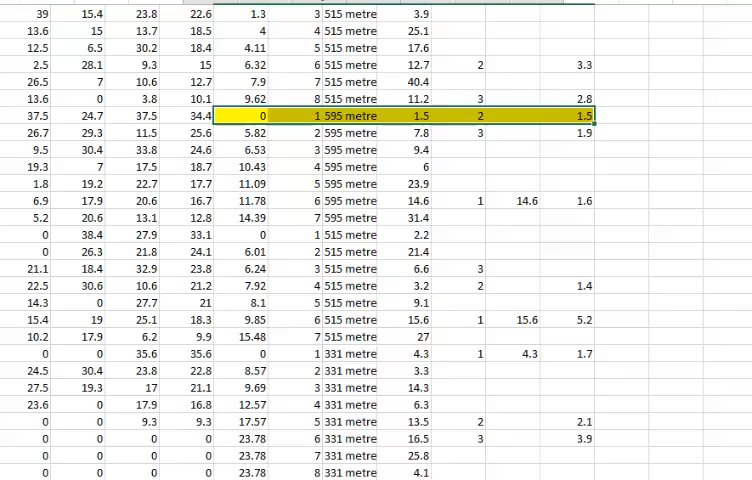 39 15.4 23.8 22.6 1.3 3 515 metre 3.9
13.6 15 13.7 18.5 4 4 515 metre 25.1
12.5 6.5 30.2 18.4 4.11 5 515 metre 17.6
2.5 28.1 9.3 15 6.32 6 515 metre 12.7 2 3.3
26.5 7 10.6 12.7 7.9 7 515 metre 40.4
13.6 0 3.8 10.1 9.62 8 515 metre 11.2 3 2.8
37.5 24.7 37.5 34.4 0 1 595 metre 1.5 2 1.5
26.7 29.3 11.5 25.6 5.82 2 595 metre 7.8 3 1.9
9.5 30.4 33.8 24.6 6.53 3 595 metre 9.4
19.3 7 17.5 18.7 10.43 4 595 metre 6
1.8 19.2 22.7 17.7 11.09 5 595 metre 23.9
6.9 17.9 20.6 16.7 11.78 6 595 metre 14.6 1 14.6 1.6
5.2 20.6 13.1 12.8 14.39 7 595 metre 31.4
0 38.4 27.9 33.1 0 1 515 metre 2.2
0 26.3 21.8 24.1 6.01 2 515 metre 21.4
21.1 18.4 32.9 23.8 6.24 3 515 metre 6.6 3
22.5 30.6 10.6 21.2 7.92 4 515 metre 3.2 2 1.4
14.3 0 27.7 21 8.1 5 515 metre 9.1
15.4 19 25.1 18.3 9.85 6 515 metre 15.6 1 15.6 5.2
10.2 17.9 6.2 9.9 15.48 7 515 metre 27
0 0 35.6 35.6 0 1 331 metre 4.3 1 4.3 1.7
24.5 30.4 23.8 22.8 8.57 2 331 metre 3.3
27.5 19.3 17 21.1 9.69 3 331 metre 14.3
23.6 0 17.9 16.8 12.57 4 331 metre 6.3
0 0 9.3 9.3 17.57 5 331 metre 13.5 2 2.1
0 0 0 0 23.78 6 331 metre 16.5 3 3.9
0 0 0 0 23.78 7 331 metre 25.8
0 0 0 0 23.78 8 331 metre 4.1